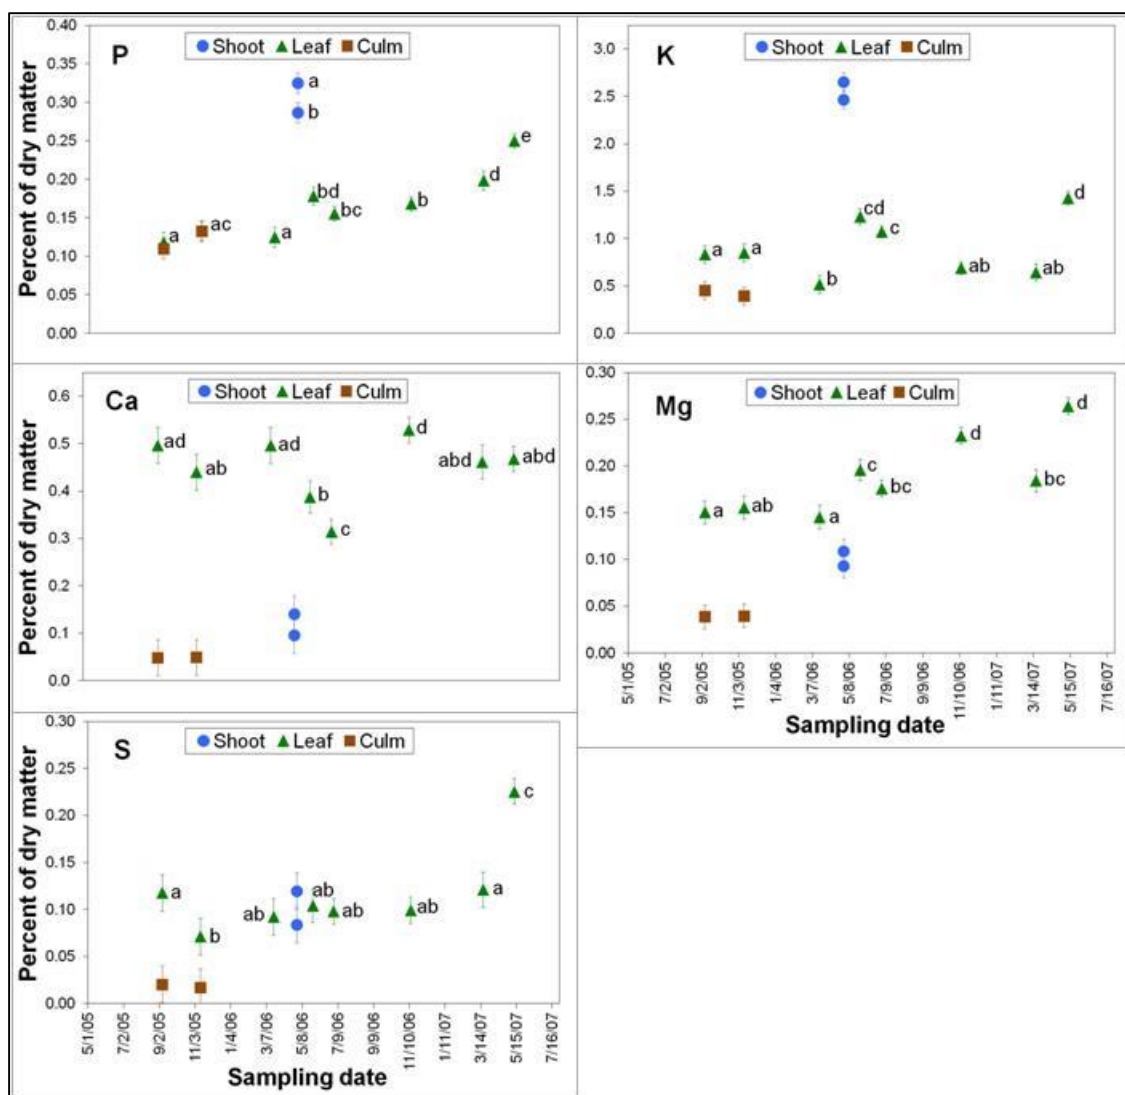 P
Shoot Leaf Culm
Percent of dry matter
0.40
0.35
0.30
0.25
0.20
0.15
0.10
0.05
0.00
a
b
a
ac
a
bd
bc
b
d
e
K
Shoot Leaf Culm
3.0
2.5
2.0
1.5
1.0
0.5
0.0
a
a
b
cd
c
ab
ab
d
Ca
Shoot Leaf Culm
Percent of dry matter
0.6
0.5
0.4
0.3
0.2
0.1
0.0
ad
ab
ad
b
c
d
abd
abd
Mg
Shoot Leaf Culm
0.30
0.25
0.20
0.15
0.10
0.05
0.00
a
ab
a
c
bc
d
bc
d
5/1/05
7/2/05
9/2/05
11/3/05
1/4/06
3/7/06
5/8/06
7/9/06
9/9/06
11/10/06
1/11/07
3/14/07
5/15/07
7/16/07
Sampling date
S
Shoot Leaf Culm
Percent of dry matter
0.30
0.25
0.20
0.15
0.10
0.05
0.00
a
b
ab
ab
ab
ab
a
c
5/1/05
7/2/05
9/2/05
11/3/05
1/4/06
3/7/06
5/8/06
7/9/06
9/9/06
11/10/06
1/11/07
3/14/07
5/15/07
7/16/07
Sampling date